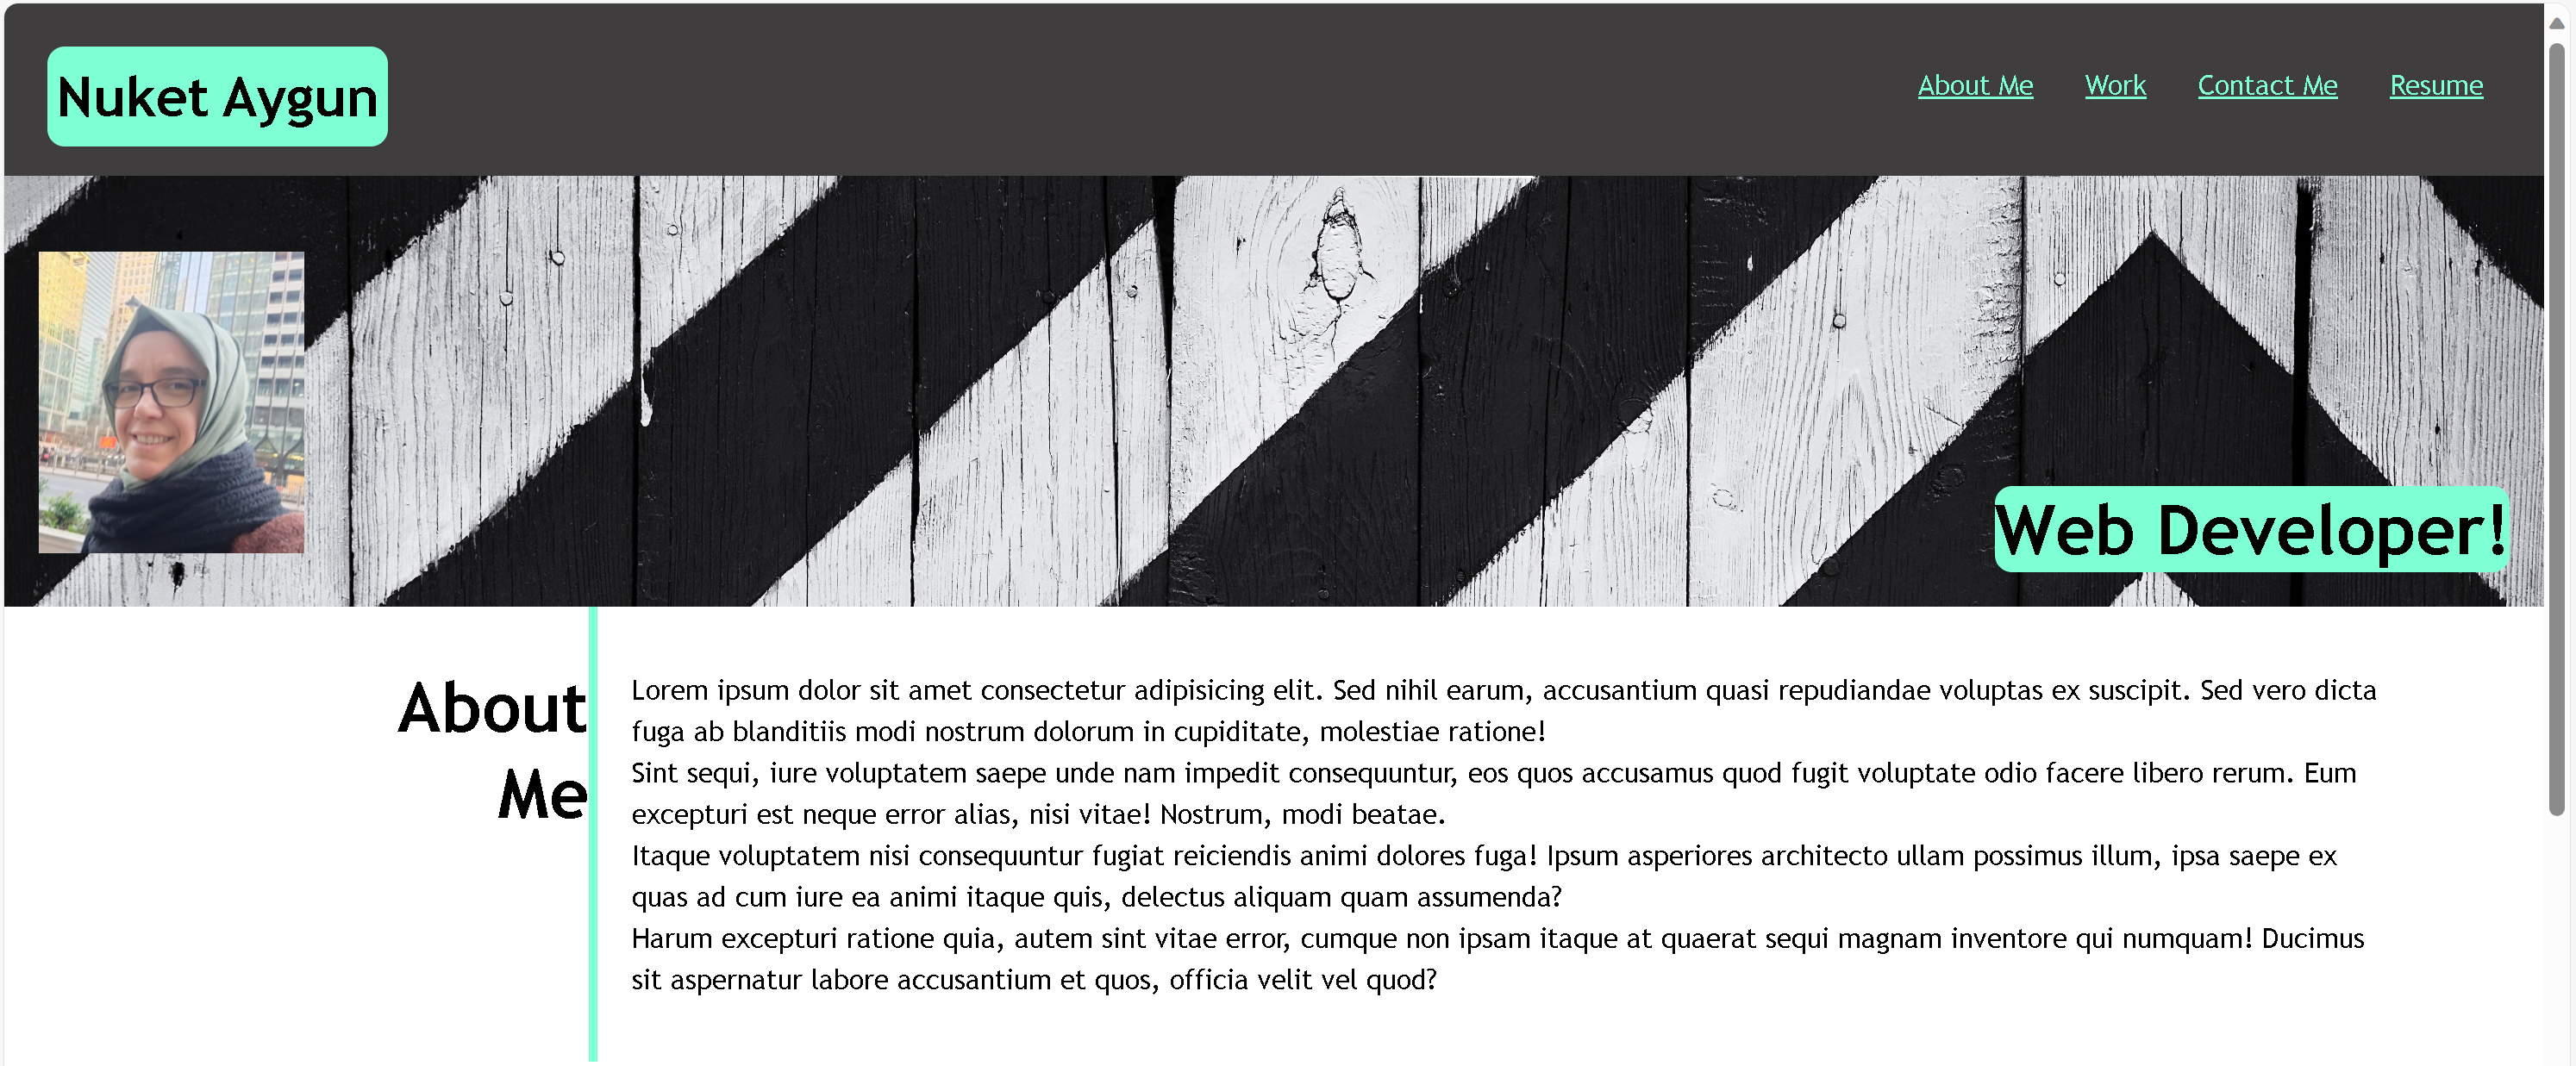 Nuket Aygun
About Me Work Contact Me Resume
Web Developer!
About
Me
Lorem ipsum dolor sit amet consectetur adipisicing elit. Sed nihil earum, accusantium quasi repudiandae voluptas ex suscipit. Sed vero dicta
fuga ab blanditiis modi nostrum dolorum in cupiditate, molestiae ratione!
Sint sequi, iure voluptatem saepe unde nam impedit consequuntur, eos quos accusamus quod fugit voluptate odio facere libero rerum. Eum
excepturi est neque error alias, nisi vitae! Nostrum, modi beatae.
Itaque voluptatem nisi consequuntur fugiat reiciendis animi dolores fuga! Ipsum asperiores architecto ullam possimus illum, ipsa saepe ex
quas ad cum iure ea animi itaque quis, delectus aliquam quam assumenda?
Harum excepturi ratione quia, autem sint vitae error, cumque non ipsam itaque at quaerat sequi magnam inventore qui numquam! Ducimus
sit aspernatur labore accusantium et quos, officia velit vel quod?